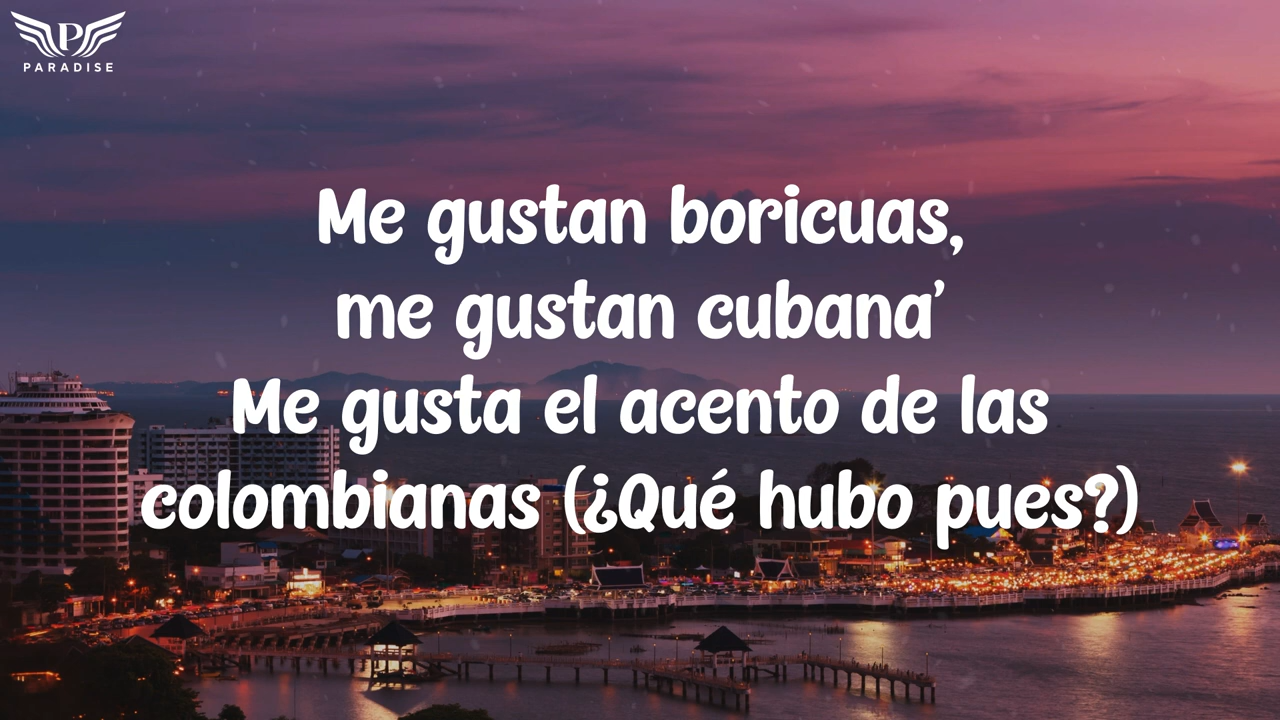 P
PARADISE
Me gustan boricuas,
me gustan cubana’
Me gusta el acento de las
colombianas (¿Qué hubo pues?)